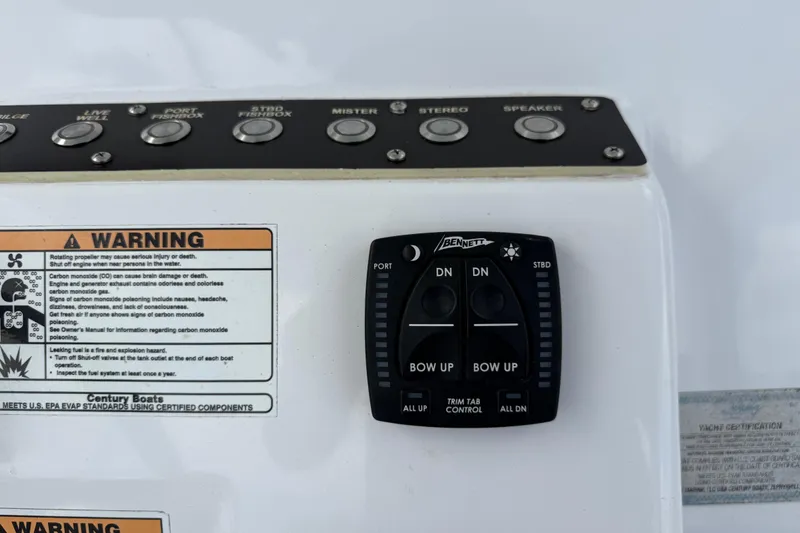 LIVE
WELL
PORT
FISHBOX
STBD
FISHBOX
MISTER
STEREO
SPEAKER
WARNING
Rotating propeller may cause serious injury or death.
Shut off engine when near persons in the water.
Carbon monoxide (CO) can cause brain damage or death.
Engine and generator exhaust contains odorless and colorless
carbon monoxide gas.
Signs of carbon monoxide poisoning include nausea, headache,
dizziness, drowsiness, and lack of consciousness.
Get fresh air if anyone shows signs of carbon monoxide
poisoning.
See Owner's Manual for information regarding carbon monoxide
poisoning.
Leaking fuel is a fire and explosion hazard.
• Turn off Shut-off valves at the tank outlet at the end of each boat
operation.
• Inspect the fuel system at least once a year.
Century Boats
MEETS U.S. EPA EVAP STANDARDS USING CERTIFIED COMPONENTS
BENNETT
PORT
STBD
DN
DN
BOW UP
BOW UP
ALL UP
TRIM TAB
CONTROL
ALL DN
YACHT CERTIFICATION
WARNING